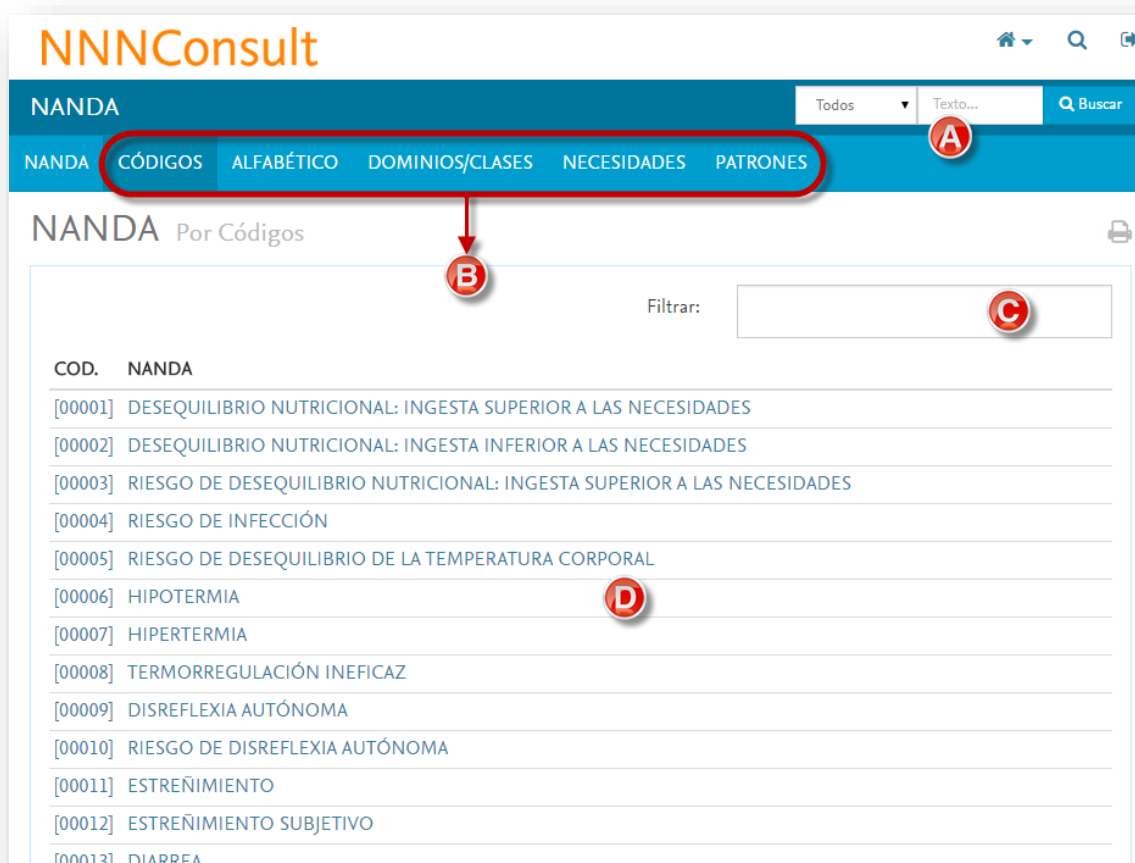 NNNConsult
NANDA
Todos
Texto...
Buscar
A
NANDA CÓDIGOS ALFABÉTICO DOMINIOS/CLASES NECESIDADES PATRONES
NANDA Por Códigos
B
Filtrar:
C
COD. NANDA
[00001] DESEQUILIBRIO NUTRICIONAL: INGESTA SUPERIOR A LAS NECESIDADES
[00002] DESEQUILIBRIO NUTRICIONAL: INGESTA INFERIOR A LAS NECESIDADES
[00003] RIESGO DE DESEQUILIBRIO NUTRICIONAL: INGESTA SUPERIOR A LAS NECESIDADES
[00004] RIESGO DE INFECCIÓN
[00005] RIESGO DE DESEQUILIBRIO DE LA TEMPERATURA CORPORAL
[00006] HIPOTERMIA
D
[00007] HIPERTERMIA
[00008] TERMORREGULACIÓN INEFICAZ
[00009] DISREFLEXIA AUTÓNOMA
[00010] RIESGO DE DISREFLEXIA AUTÓNOMA
[00011] ESTREÑIMIENTO
[00012] ESTREÑIMIENTO SUBJETIVO
[00013] DIARREA